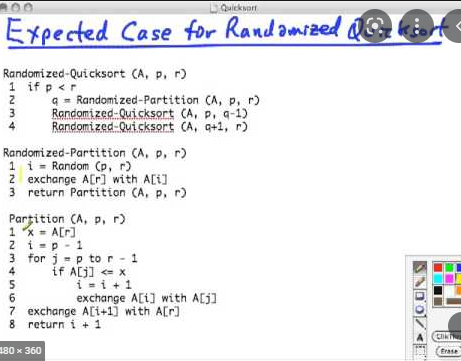 Quicksort
Expected Case for Randomized Quicksort
Randomized-Quicksort (A, p, r)
1 if p < r
2 q = Randomized-Partition (A, p, r)
3 Randomized-Quicksort (A, p, q-1)
4 Randomized-Quicksort (A, q+1, r)
Randomized-Partition (A, p, r)
1 i = Random (p, r)
2 exchange A[r] with A[i]
3 return Partition (A, p, r)
Partition (A, p, r)
1 x = A[r]
2 i = p - 1
3 for j = p to r - 1
4 if A[j] <= x
5 i = i + 1
6 exchange A[i] with A[j]
7 exchange A[i+1] with A[r]
8 return i + 1
480 × 360
A
Erase